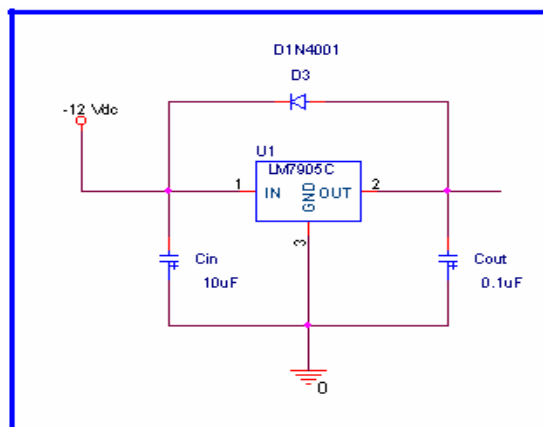 D1N4001
D3
-12 Vdc
U1
LM7905C
1
IN
GND
OUT
2
3
Cin
10uF
Cout
0.1uF
0